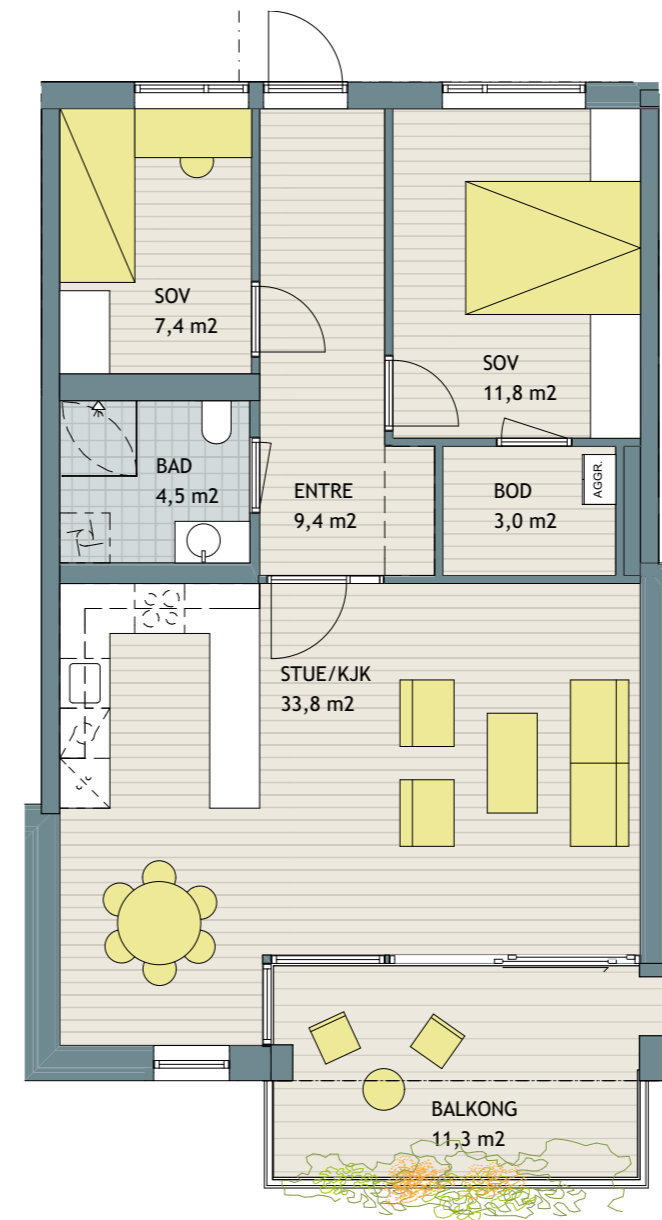 SOV
7,4 m2
SOV
11,8 m2
BAD
4,5 m2
ENTRE
9,4 m2
BOD
3,0 m2
AGGR.
STUE/KJK
33,8 m2
BALKONG
11,3 m2